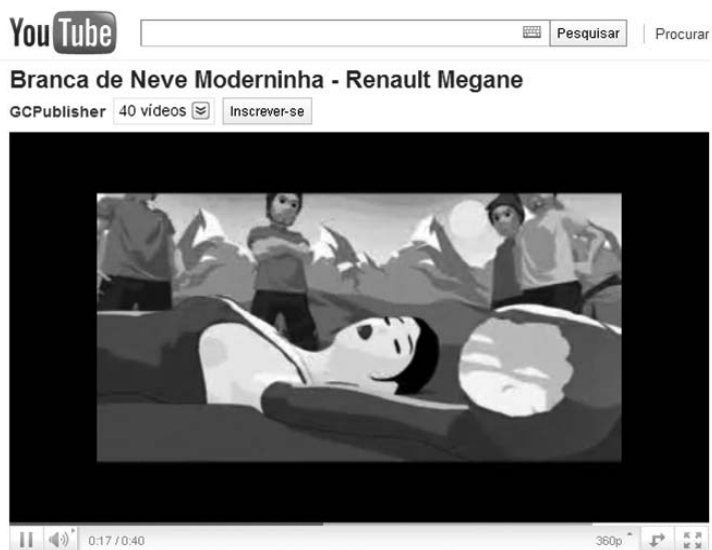 YouTube Pesquisar Procurar
Branca de Neve Moderninha - Renault Megane
GCPublisher 40 vídeos Inscrever-se
0:17 / 0:40 360p